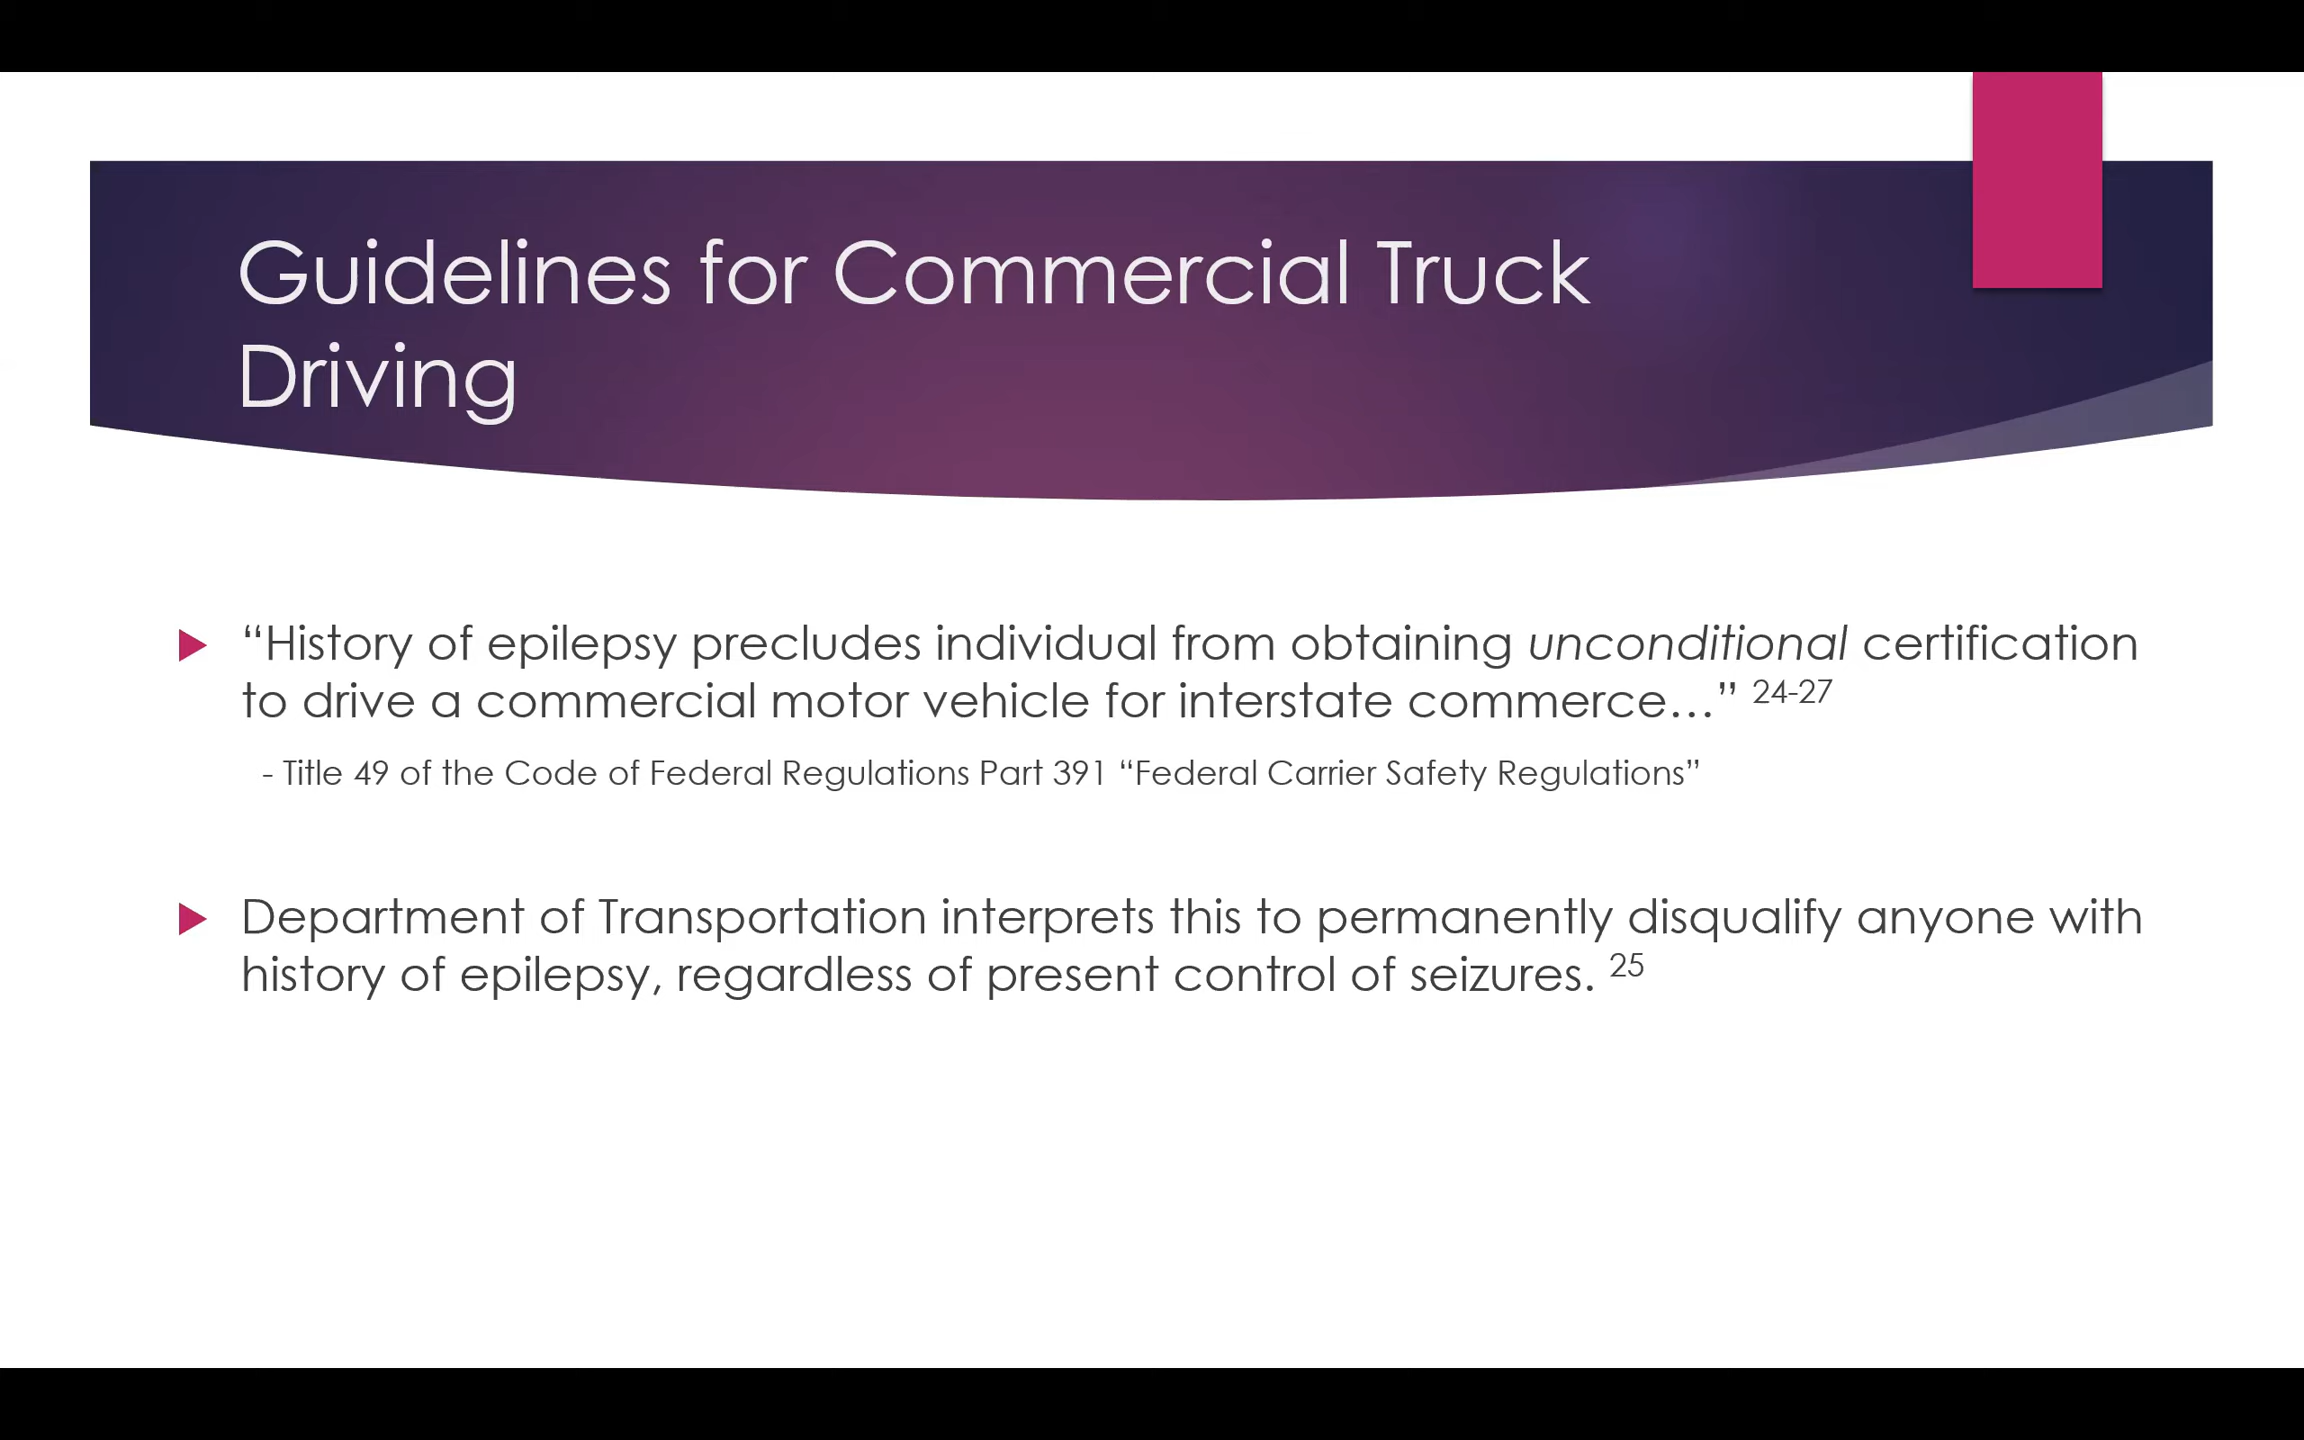 Guidelines for Commercial Truck
Driving
“History of epilepsy precludes individual from obtaining unconditional certification
to drive a commercial motor vehicle for interstate commerce…” 24-27
- Title 49 of the Code of Federal Regulations Part 391 “Federal Carrier Safety Regulations”
Department of Transportation interprets this to permanently disqualify anyone with
history of epilepsy, regardless of present control of seizures. 25